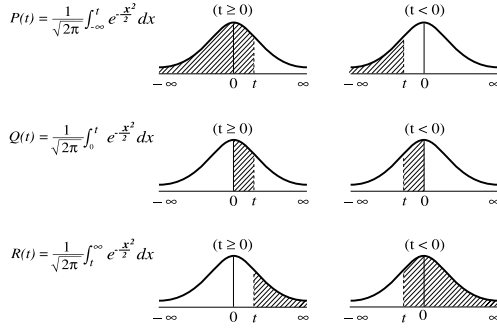 P(t) = 1/√2π ∫_{-∞}^{t} e^{-x²/2} dx (t ≥ 0) (t < 0)
− ∞ 0 t ∞ − ∞ t 0 ∞
Q(t) = 1/√2π ∫_{0}^{t} e^{-x²/2} dx (t ≥ 0) (t < 0)
− ∞ 0 t ∞ − ∞ t 0 ∞
R(t) = 1/√2π ∫_{t}^{∞} e^{-x²/2} dx (t ≥ 0) (t < 0)
− ∞ 0 t ∞ − ∞ t 0 ∞